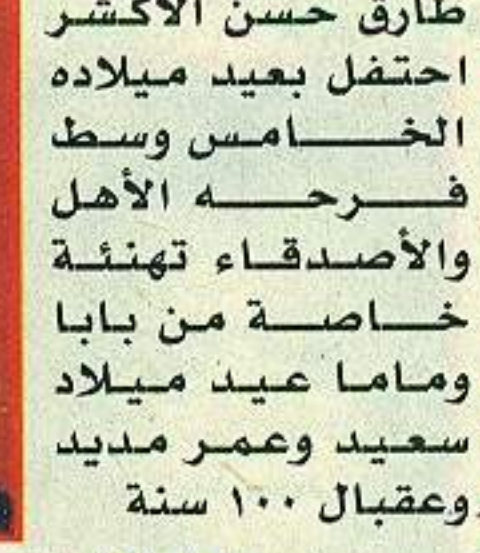 طارق حسن الأكشر
احتفل بعيد ميلاده
الخامس وسط
فرحه الأهل
والأصدقاء تهنئة
خاصة من بابا
وماما عيد ميلاد
سعيد وعمر مديد
وعقبال ١٠٠ سنة